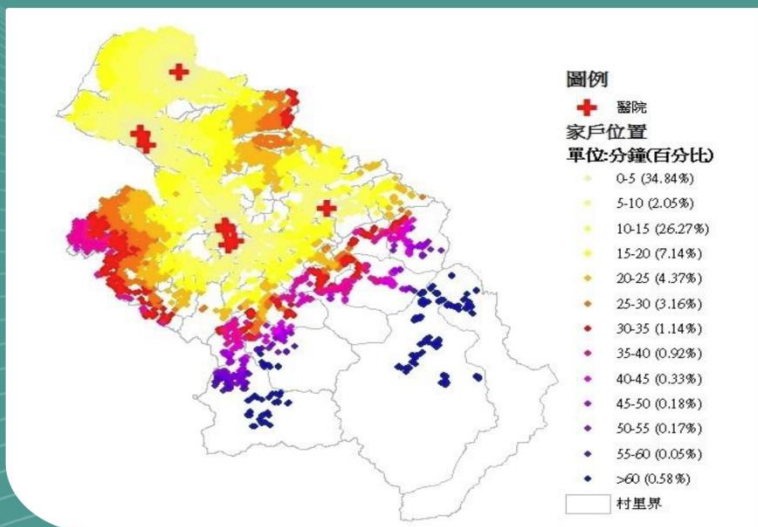 圖例
醫院
家戶位置
單位:分鐘(百分比)
0-5 (34.84%)
5-10 (2.05%)
10-15 (26.27%)
15-20 (7.14%)
20-25 (4.37%)
25-30 (3.16%)
30-35 (1.14%)
35-40 (0.92%)
40-45 (0.33%)
45-50 (0.18%)
50-55 (0.17%)
55-60 (0.05%)
>60 (0.58%)
村里界